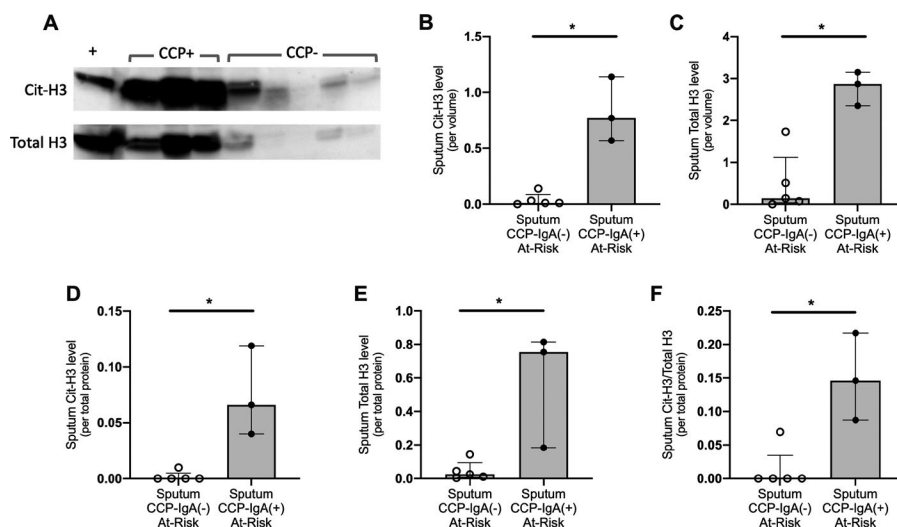 A
+
CCP+
CCP-
Cit-H3
Total H3
B
*
Sputum Cit-H3 level
(per volume)
1.5
1.0
0.5
0.0
Sputum
CCP-IgA(-)
At-Risk
Sputum
CCP-IgA(+)
At-Risk
C
*
Sputum Total H3 level
(per volume)
4
3
2
1
0
Sputum
CCP-IgA(-)
At-Risk
Sputum
CCP-IgA(+)
At-Risk
D
*
Sputum Cit-H3 level
(per total protein)
0.15
0.10
0.05
0.00
Sputum
CCP-IgA(-)
At-Risk
Sputum
CCP-IgA(+)
At-Risk
E
*
Sputum Total H3 level
(per total protein)
1.0
0.8
0.6
0.4
0.2
0.0
Sputum
CCP-IgA(-)
At-Risk
Sputum
CCP-IgA(+)
At-Risk
F
*
Sputum Cit-H3/Total H3
(per total protein)
0.25
0.20
0.15
0.10
0.05
0.00
Sputum
CCP-IgA(-)
At-Risk
Sputum
CCP-IgA(+)
At-Risk